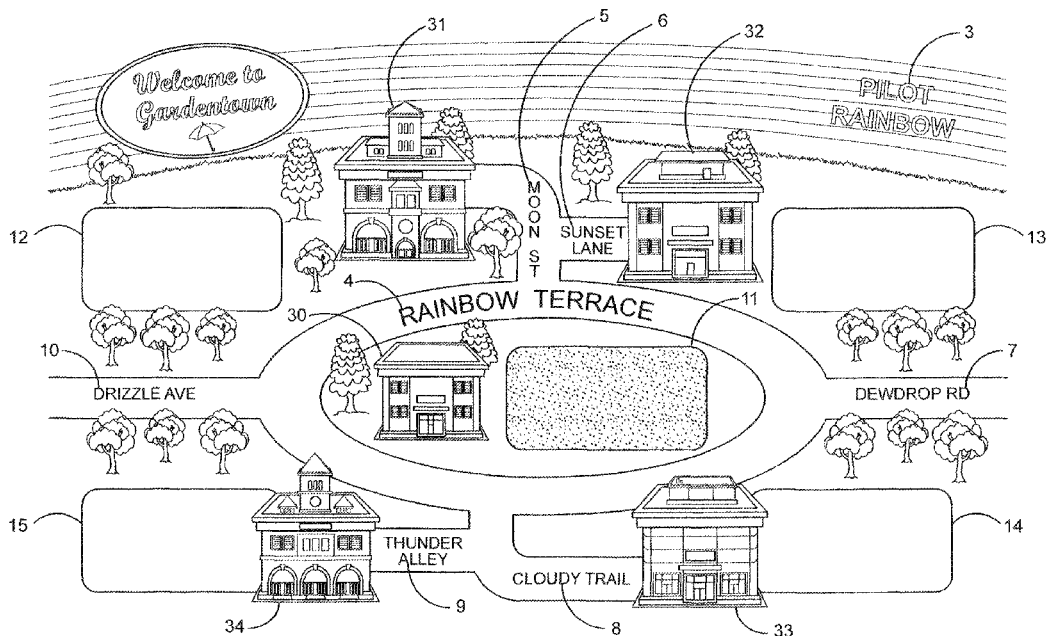 5
6
31
32
3
Welcome to
Gardentown
PILOT
RAINBOW
MOON ST
SUNSET
LANE
12
13
4
RAINBOW TERRACE
11
30
10
7
DRIZZLE AVE
DEWDROP RD
15
14
THUNDER
ALLEY
CLOUDY TRAIL
34
9
8
33